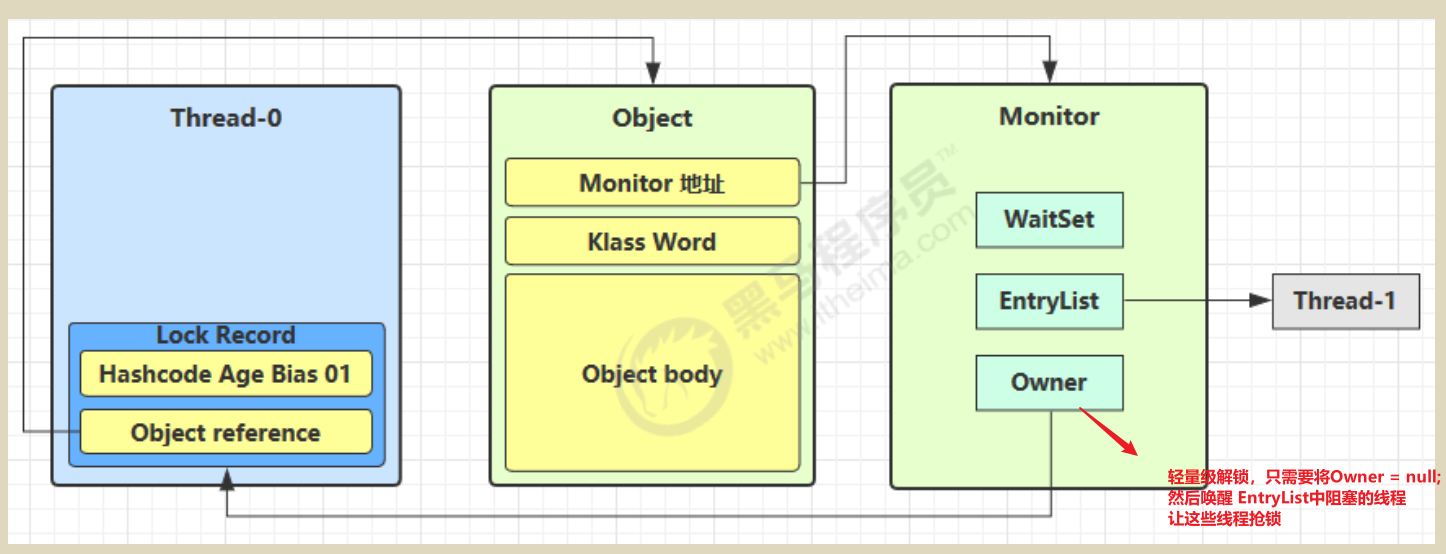 Thread-0
Lock Record
Hashcode Age Bias 01
Object reference
Object
Monitor 地址
Klass Word
Object body
Monitor
WaitSet
EntryList
Owner
Thread-1
轻量级解锁，只需要将Owner = null;
然后唤醒 EntryList中阻塞的线程
让这些线程抢锁
黑马程序员™
www.itheima.com